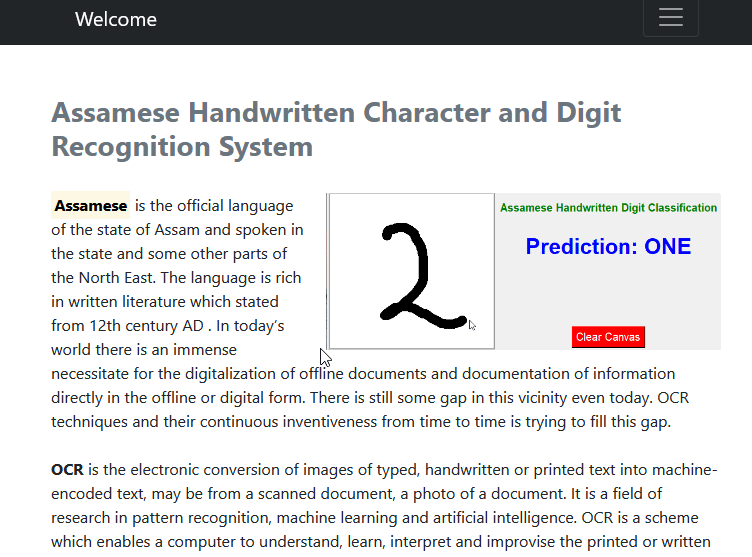 Welcome
Assamese Handwritten Character and Digit
Recognition System
Assamese is the official language
of the state of Assam and spoken in
the state and some other parts of
the North East. The language is rich
in written literature which stated
from 12th century AD . In today’s
world there is an immense
২
Assamese Handwritten Digit Classification
Prediction: ONE
Clear Canvas
necessitate for the digitalization of offline documents and documentation of information
directly in the offline or digital form. There is still some gap in this vicinity even today. OCR
techniques and their continuous inventiveness from time to time is trying to fill this gap.
OCR is the electronic conversion of images of typed, handwritten or printed text into machine-
encoded text, may be from a scanned document, a photo of a document. It is a field of
research in pattern recognition, machine learning and artificial intelligence. OCR is a scheme
which enables a computer to understand, learn, interpret and improvise the printed or written